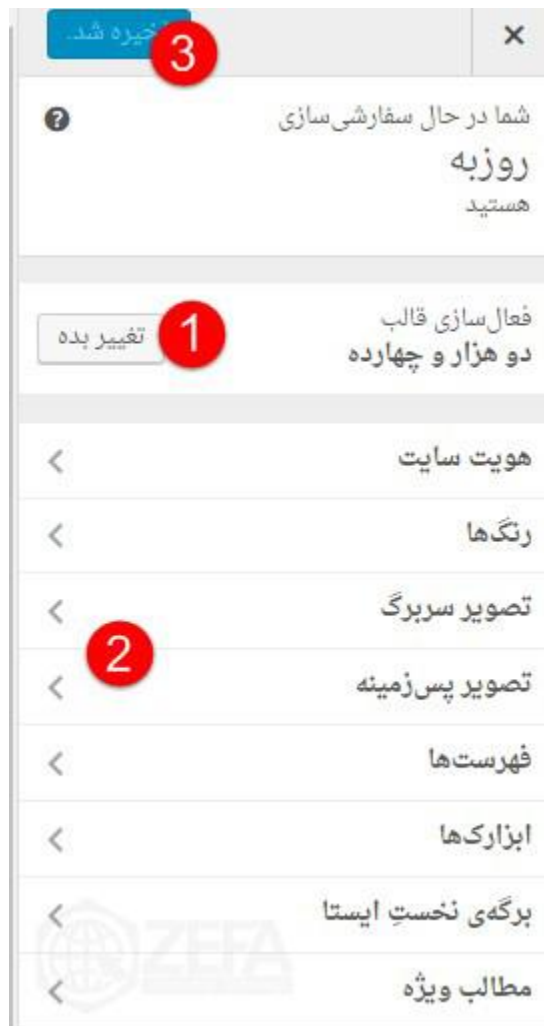 شد.
3
×
شما در حال سفارشی‌سازی
روزبه
هستید
?
فعال‌سازی قالب
دو هزار و چهارده
1
تغییر بده
هویت سایت
رنگ‌ها
تصویر سربرگ
2
تصویر پس‌زمینه
فهرست‌ها
ابزارک‌ها
برگه‌ی نخستِ ایستا
ZEFA
مطالب ویژه